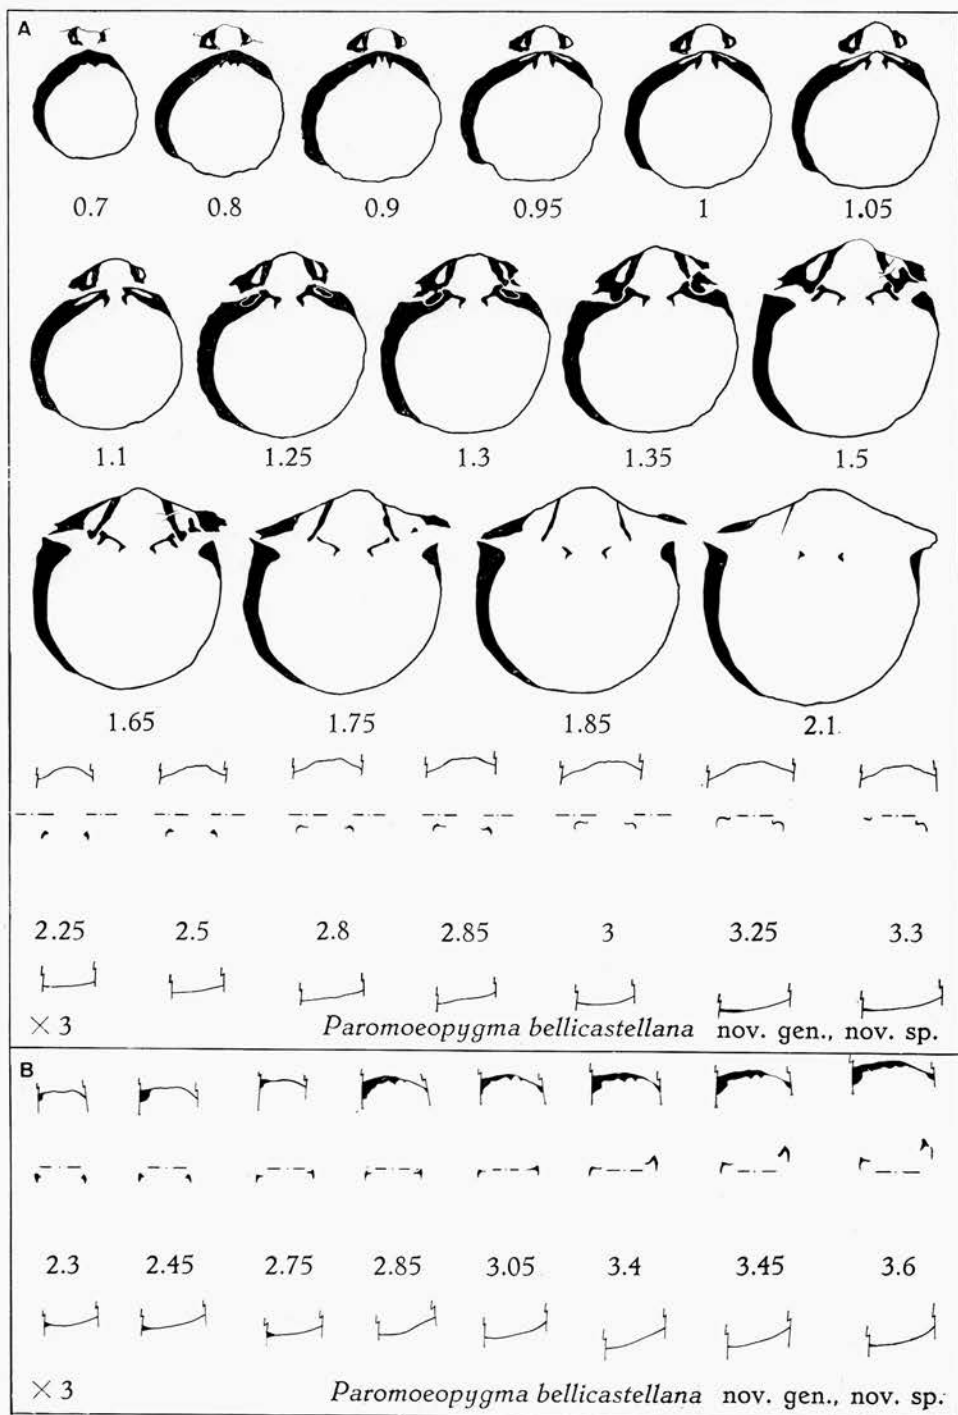 A
0.7 0.8 0.9 0.95 1 1.05
1.1 1.25 1.3 1.35 1.5
1.65 1.75 1.85 2.1
2.25 2.5 2.8 2.85 3 3.25 3.3
× 3 Paromoeopygma bellicastellana nov. gen., nov. sp.
B
2.3 2.45 2.75 2.85 3.05 3.4 3.45 3.6
× 3 Paromoeopygma bellicastellana nov. gen., nov. sp.